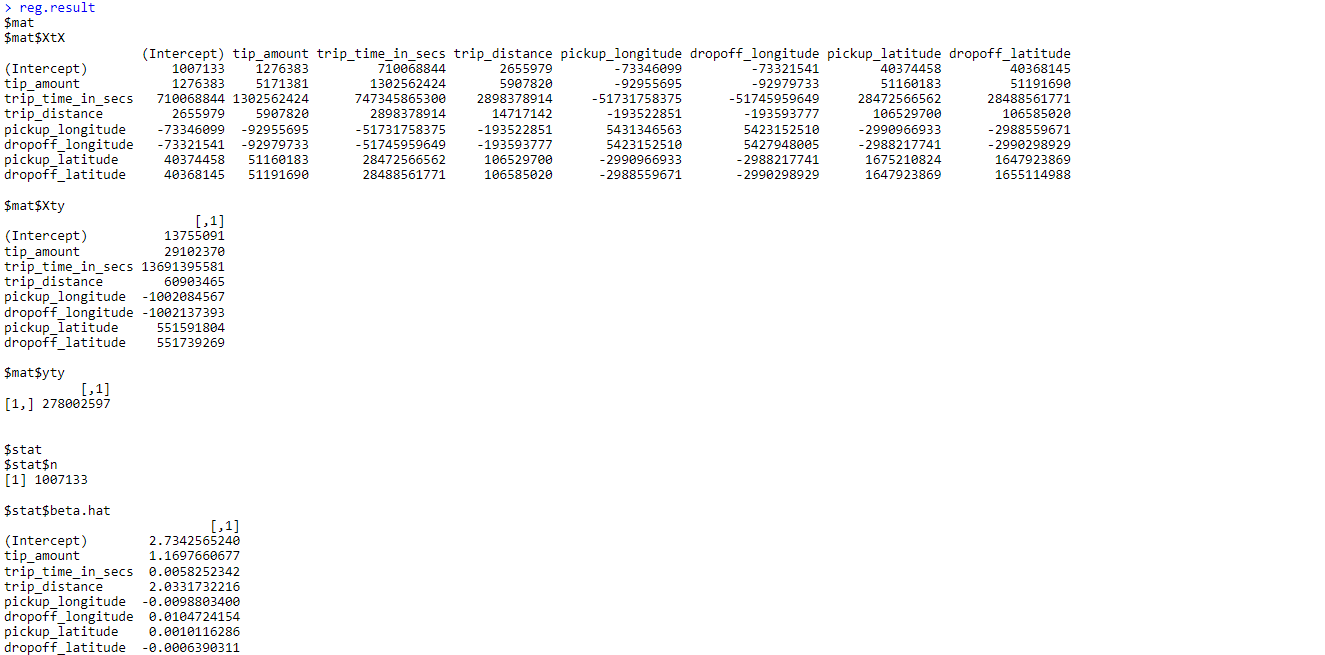 > reg.result
$mat
$mat$XtX
(Intercept) tip_amount trip_time_in_secs trip_distance pickup_longitude dropoff_longitude pickup_latitude dropoff_latitude
(Intercept) 1007133 1276383 710068844 2655979 -73346099 -73321541 40374458 40368145
tip_amount 1276383 5171381 1302562424 5907820 -92955695 -92979733 51160183 51191690
trip_time_in_secs 710068844 1302562424 747345865300 2898378914 -51731758375 -51745959649 28472566562 28488561771
trip_distance 2655979 5907820 2898378914 14717142 -193522851 -193593777 106529700 106585020
pickup_longitude -73346099 -92955695 -51731758375 -193522851 5431346563 5423152510 -2990966933 -2988559671
dropoff_longitude -73321541 -92979733 -51745959649 -193593777 5423152510 5427948005 -2988217741 -2990298929
pickup_latitude 40374458 51160183 28472566562 106529700 -2990966933 -2988217741 1675210824 1647923869
dropoff_latitude 40368145 51191690 28488561771 106585020 -2988559671 -2990298929 1647923869 1655114988
$mat$Xty
[,1]
(Intercept) 13755091
tip_amount 29102370
trip_time_in_secs 13691395581
trip_distance 60903465
pickup_longitude -1002084567
dropoff_longitude -1002137393
pickup_latitude 551591804
dropoff_latitude 551739269
$mat$yty
[,1]
[1,] 278002597
$stat
$stat$n
[1] 1007133
$stat$beta.hat
[,1]
(Intercept) 2.7342565240
tip_amount 1.1697660677
trip_time_in_secs 0.0058252342
trip_distance 2.0331732216
pickup_longitude -0.0098803400
dropoff_longitude 0.0104724154
pickup_latitude 0.0010116286
dropoff_latitude -0.0006390311